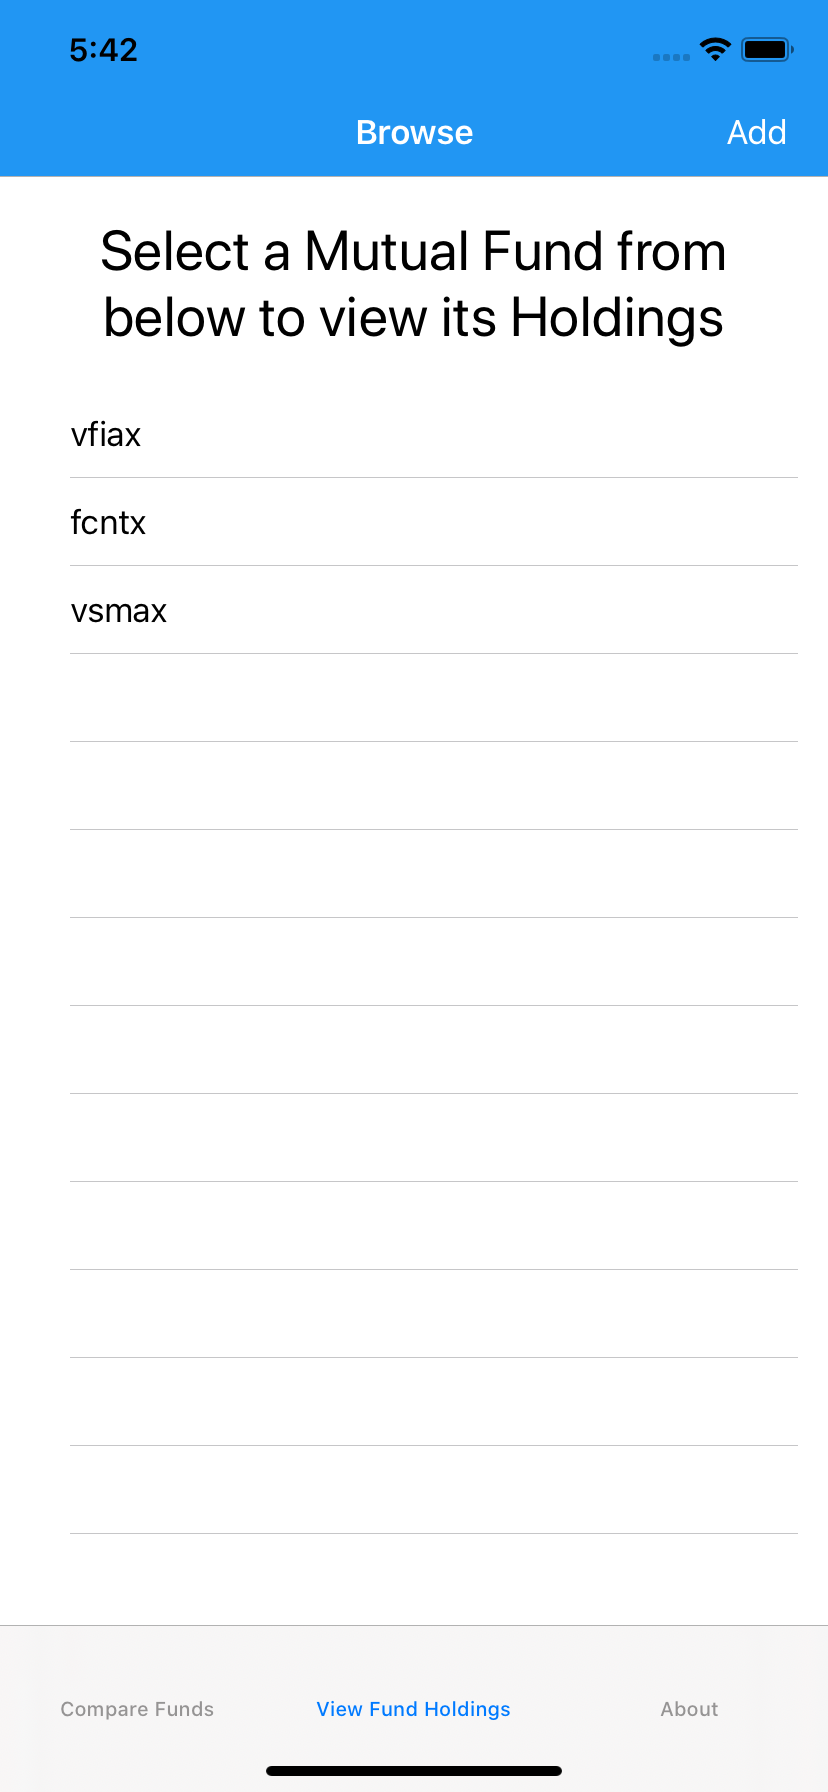 5:42
Browse
Add
Select a Mutual Fund from
below to view its Holdings
vfiax
fcntx
vsmax
Compare Funds
View Fund Holdings
About